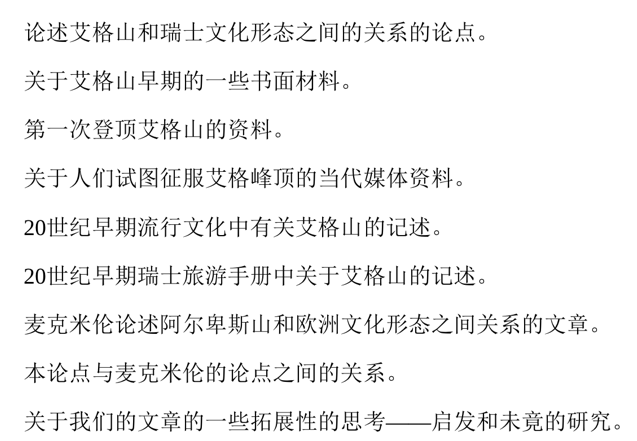 论述艾格山和瑞士文化形态之间的关系的论点。
关于艾格山早期的一些书面材料。
第一次登顶艾格山的资料。
关于人们试图征服艾格峰顶的当代媒体资料。
20世纪早期流行文化中有关艾格山的记述。
20世纪早期瑞士旅游手册中关于艾格山的记述。
麦克米伦论述阿尔卑斯山和欧洲文化形态之间关系的文章。
本论点与麦克米伦的论点之间的关系。
关于我们的文章的一些拓展性的思考——启发和未竟的研究。